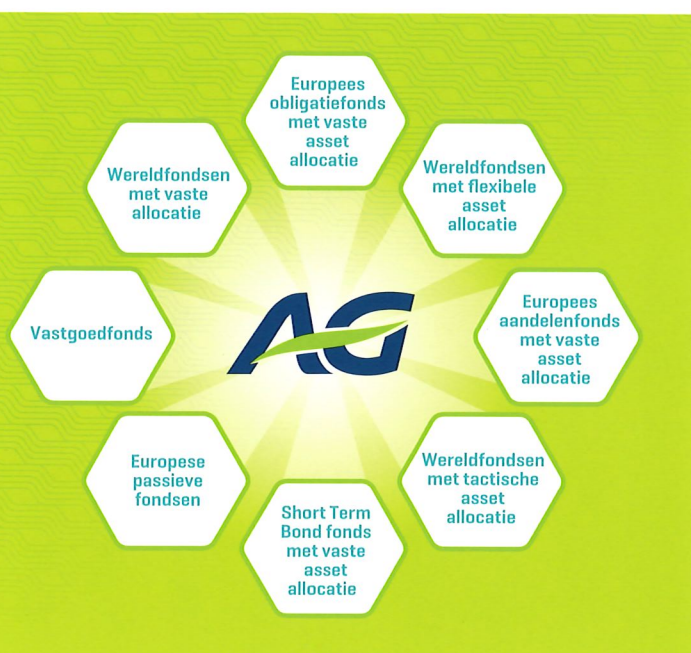 Europees
obligatiefonds
met vaste
asset
allocatie
Wereldfondsen
met flexibele
asset
allocatie
Europees
aandelenfonds
met vaste
asset
allocatie
Wereldfondsen
met tactische
asset
allocatie
Short Term
Bond fonds
met vaste
asset
allocatie
Europese
passieve
fondsen
Vastgoedfonds
Wereldfondsen
met vaste
allocatie
AG